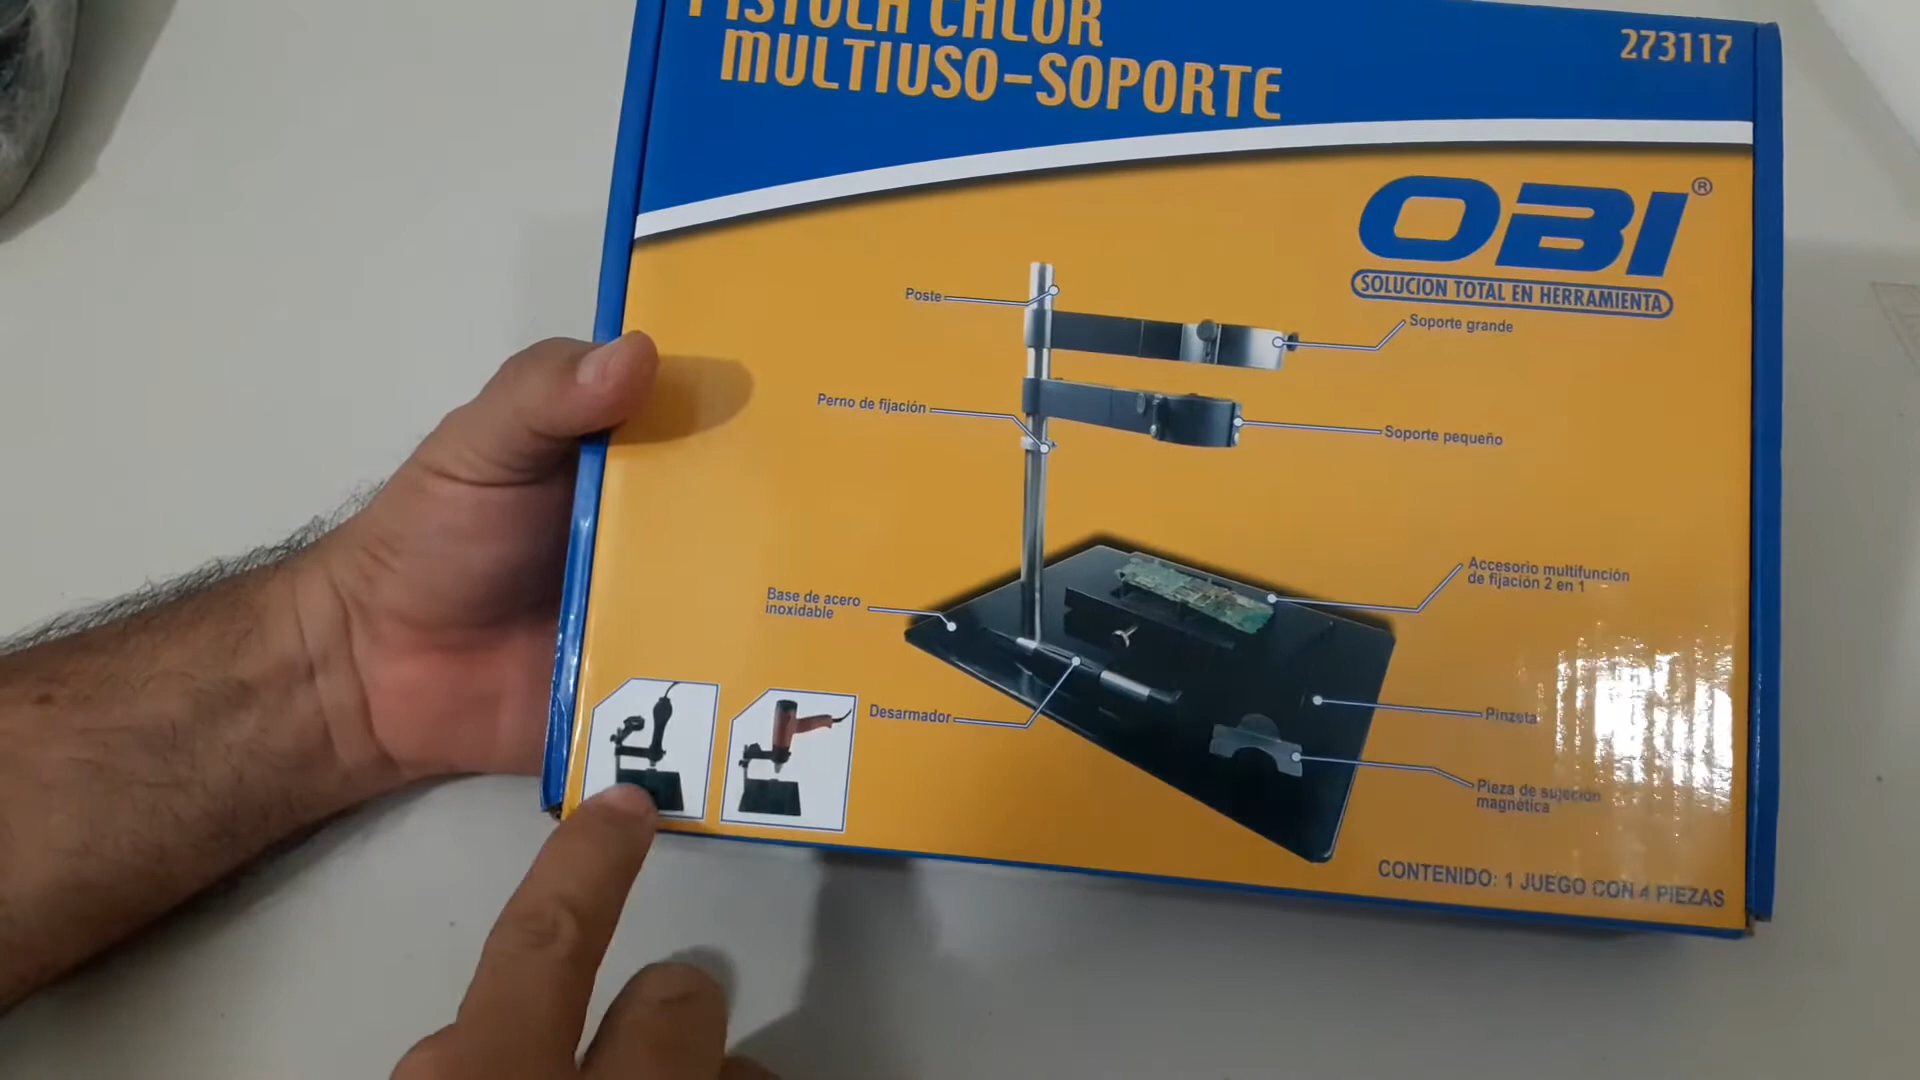 PISTOLA CALOR
MULTIUSO-SOPORTE
273117
OBI®
SOLUCION TOTAL EN HERRAMIENTA
Poste
Soporte grande
Perno de fijación
Soporte pequeño
Accesorio multifunción
de fijación 2 en 1
Base de acero
inoxidable
Desarmador
Pinzeta
Pieza de sujeción
magnética
CONTENIDO: 1 JUEGO CON 4 PIEZAS